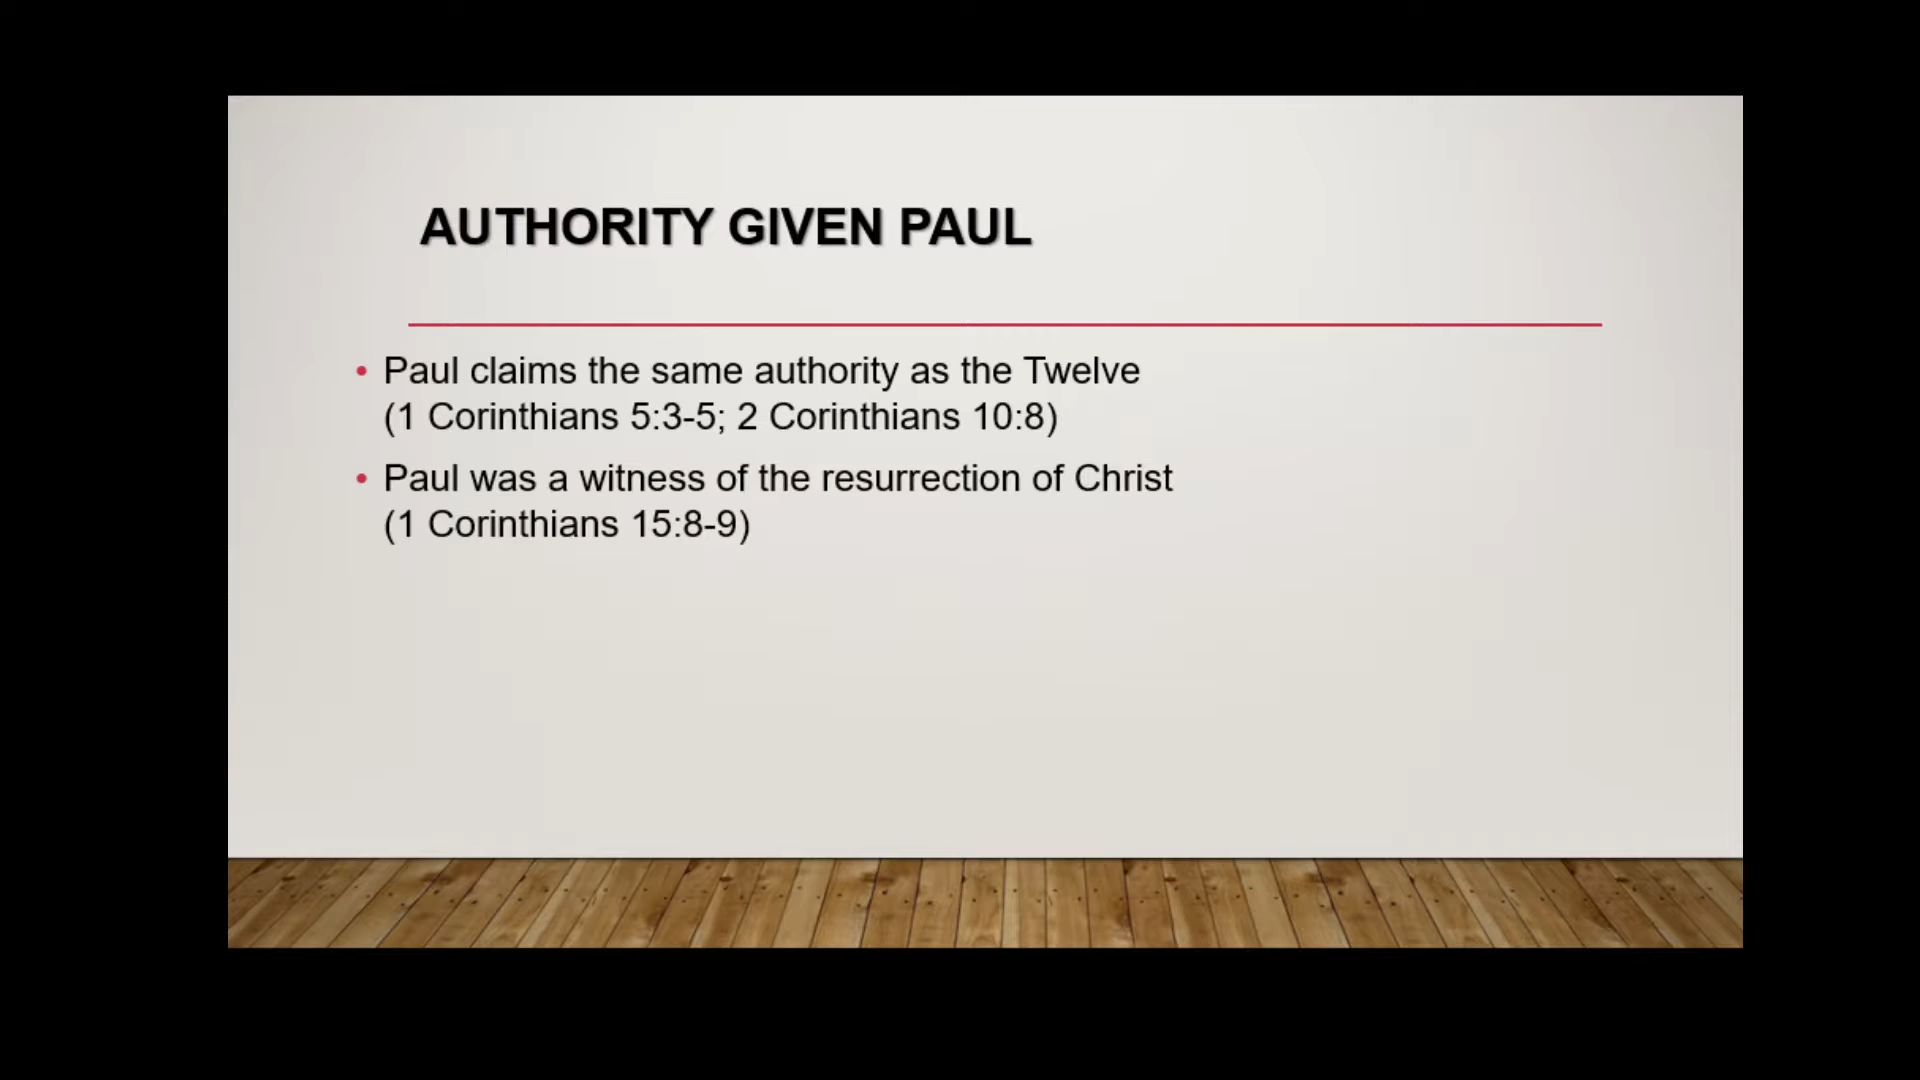 AUTHORITY GIVEN PAUL
• Paul claims the same authority as the Twelve
(1 Corinthians 5:3-5; 2 Corinthians 10:8)
• Paul was a witness of the resurrection of Christ
(1 Corinthians 15:8-9)